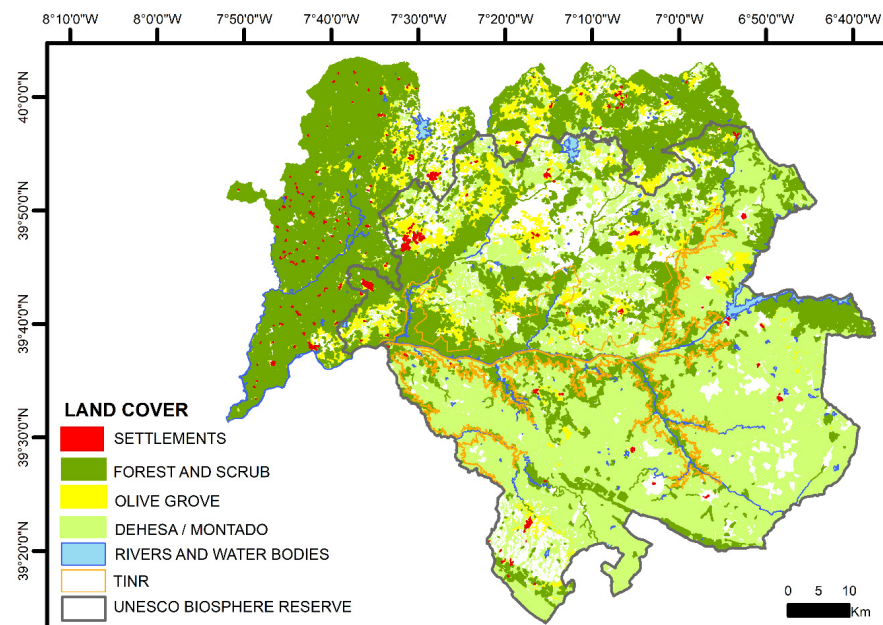 8°10'0"W 8°0'0"W 7°50'0"W 7°40'0"W 7°30'0"W 7°20'0"W 7°10'0"W 7°0'0"W 6°50'0"W 6°40'0"W
40°0'0"N
39°50'0"N
39°40'0"N
39°30'0"N
39°20'0"N
LAND COVER
SETTLEMENTS
FOREST AND SCRUB
OLIVE GROVE
DEHESA / MONTADO
RIVERS AND WATER BODIES
TINR
UNESCO BIOSPHERE RESERVE
0 5 10
Km